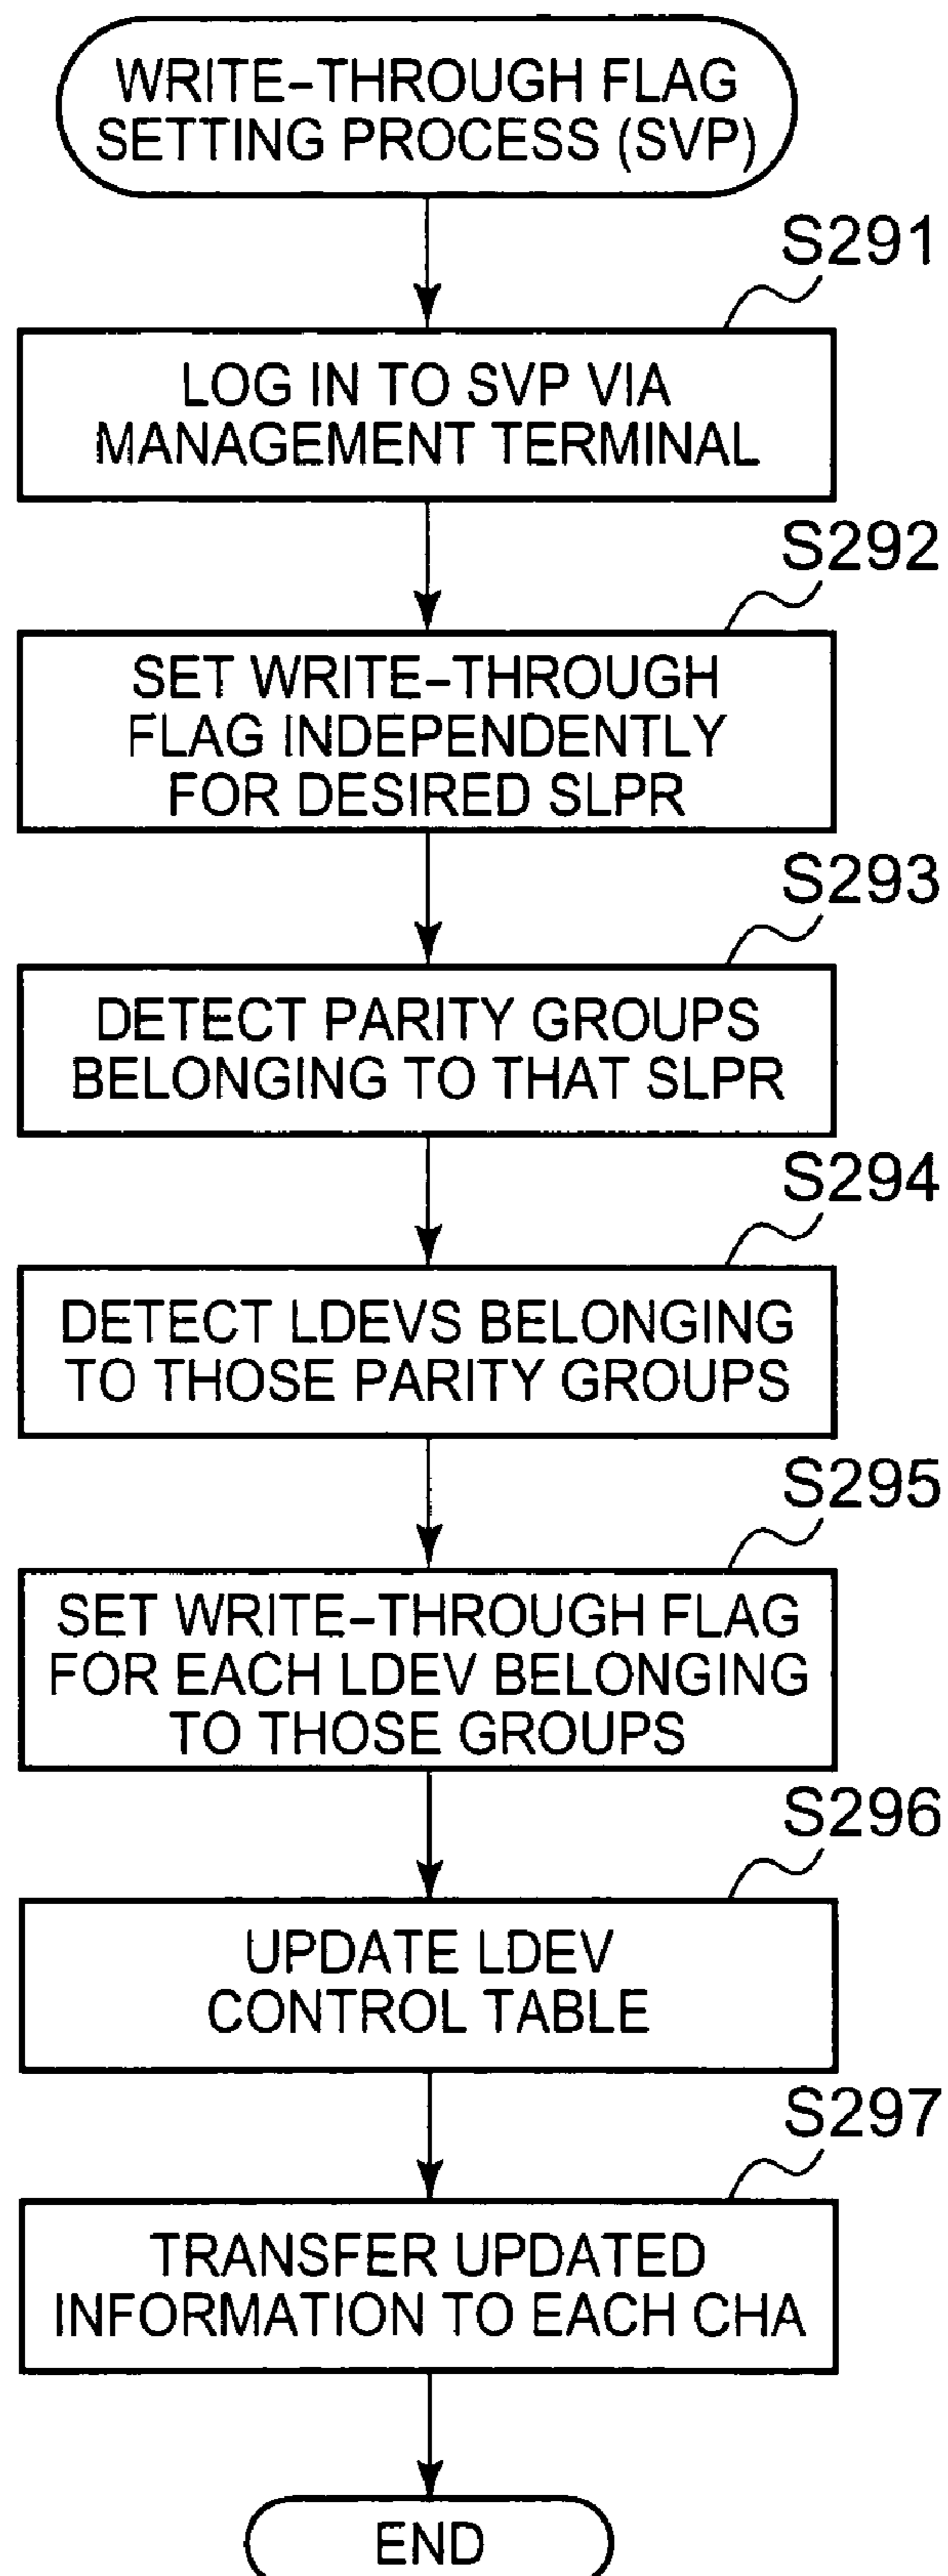 WRITE-THROUGH FLAG
SETTING PROCESS (SVP)
S291
LOG IN TO SVP VIA
MANAGEMENT TERMINAL
S292
SET WRITE-THROUGH
FLAG INDEPENDENTLY
FOR DESIRED SLPR
S293
DETECT PARITY GROUPS
BELONGING TO THAT SLPR
S294
DETECT LDEVS BELONGING
TO THOSE PARITY GROUPS
S295
SET WRITE-THROUGH FLAG
FOR EACH LDEV BELONGING
TO THOSE GROUPS
S296
UPDATE LDEV
CONTROL TABLE
S297
TRANSFER UPDATED
INFORMATION TO EACH CHA
END